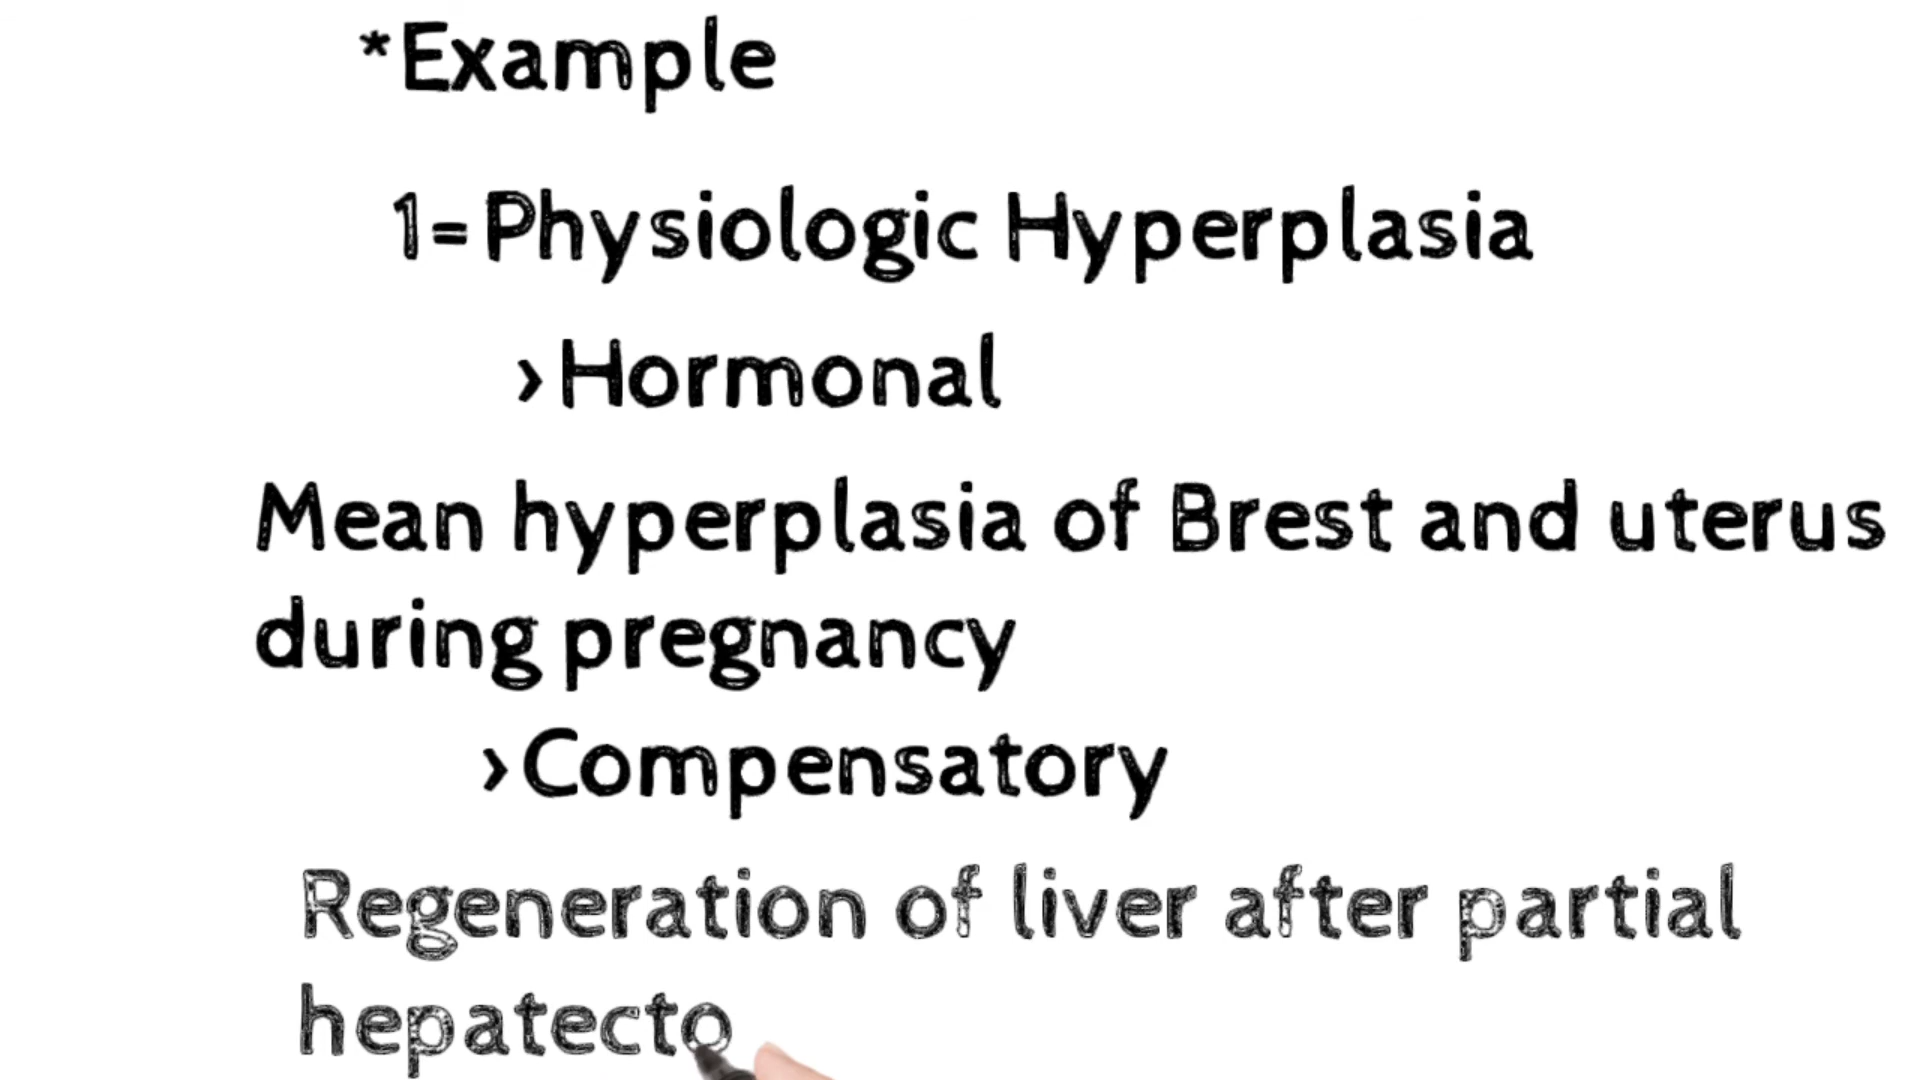 *Example
1=Physiologic Hyperplasia
›Hormonal
Mean hyperplasia of Brest and uterus
during pregnancy
›Compensatory
Regeneration of liver after partial
hepatecto